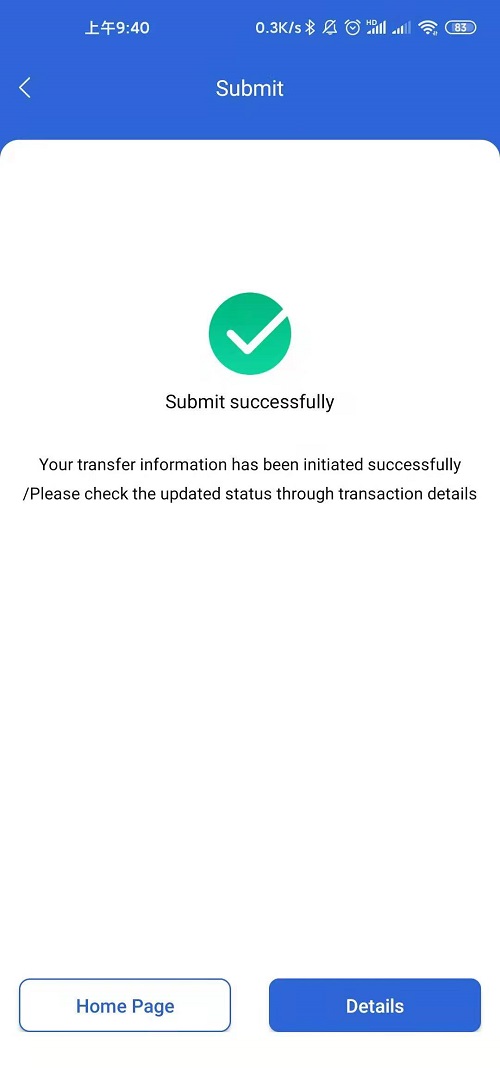 上午9:40 0.3K/s HD 83
Submit
Submit successfully
Your transfer information has been initiated successfully
/Please check the updated status through transaction details
Home Page Details